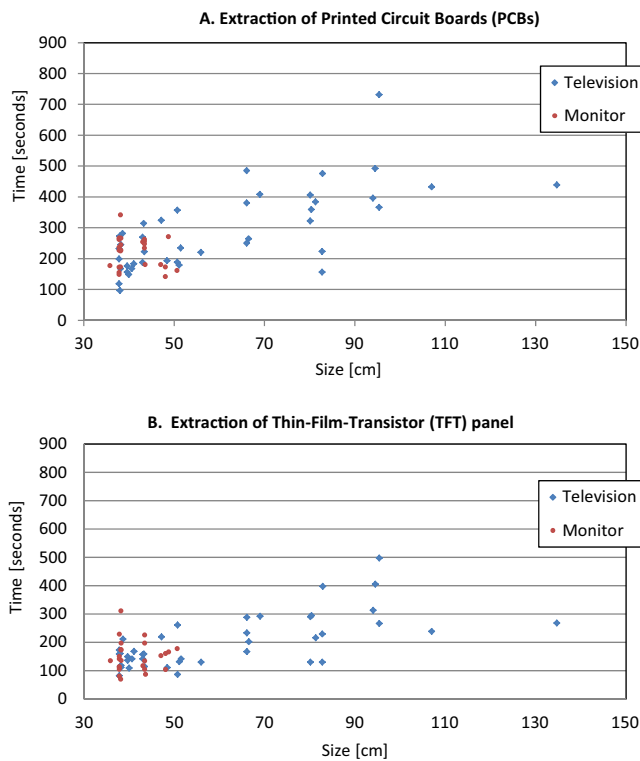 A. Extraction of Printed Circuit Boards (PCBs)
900
800
700
600
500
400
300
200
100
0
Time [seconds]
Television
Monitor
30 50 70 90 110 130 150
Size [cm]
B. Extraction of Thin-Film-Transistor (TFT) panel
900
800
700
600
500
400
300
200
100
0
Time [seconds]
Television
Monitor
30 50 70 90 110 130 150
Size [cm]